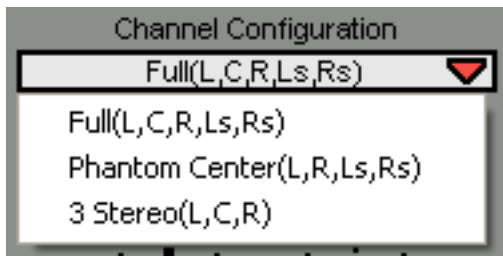 Channel Configuration
Full(L,C,R,Ls,Rs)
Full(L,C,R,Ls,Rs)
Phantom Center(L,R,Ls,Rs)
3 Stereo(L,C,R)